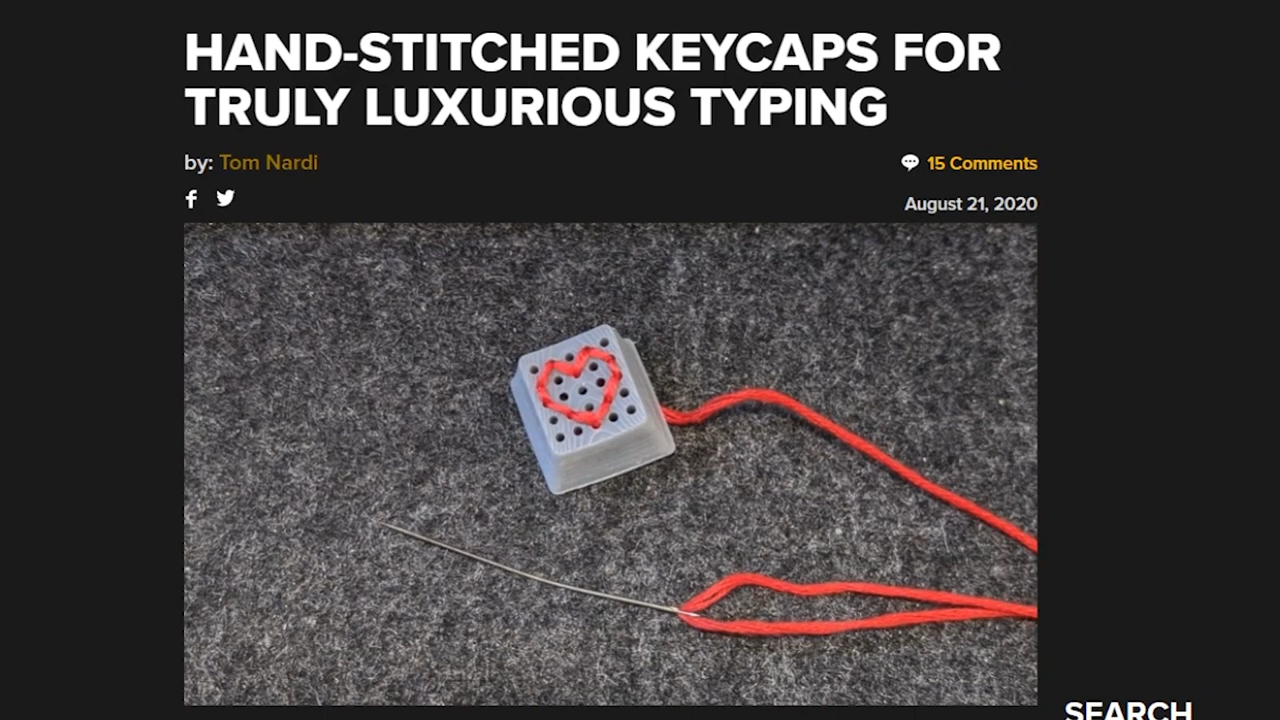 HAND-STITCHED KEYCAPS FOR
TRULY LUXURIOUS TYPING
by: Tom Nardi
15 Comments
August 21, 2020
SEARCH